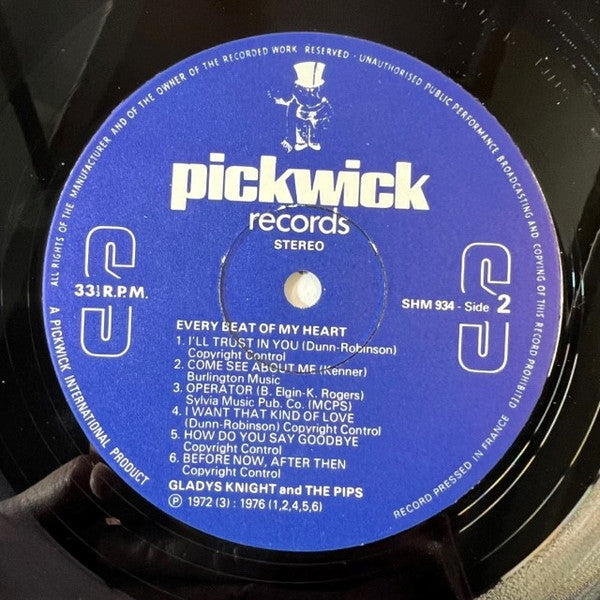 ALL RIGHTS OF THE MANUFACTURER AND OF THE OWNER OF THE RECORDED WORK RESERVED - UNAUTHORISED PUBLIC PERFORMANCE BROADCASTING AND COPYING OF THIS RECORD PROHIBITED
pickwick
records
STEREO
33⅓ R.P.M.
SHM 934 - Side 2
EVERY BEAT OF MY HEART
1. I'LL TRUST IN YOU (Dunn-Robinson)
Copyright Control
2. COME SEE ABOUT ME (Kenner)
Burlington Music
3. OPERATOR (B. Elgin-K. Rogers)
Sylvia Music Pub. Co. (MCPS)
4. I WANT THAT KIND OF LOVE
(Dunn-Robinson) Copyright Control
5. HOW DO YOU SAY GOODBYE
Copyright Control
6. BEFORE NOW, AFTER THEN
Copyright Control
GLADYS KNIGHT and THE PIPS
Ⓟ 1972 (3) : 1976 (1,2,4,5,6)
A PICKWICK INTERNATIONAL PRODUCT
RECORD PRESSED IN FRANCE